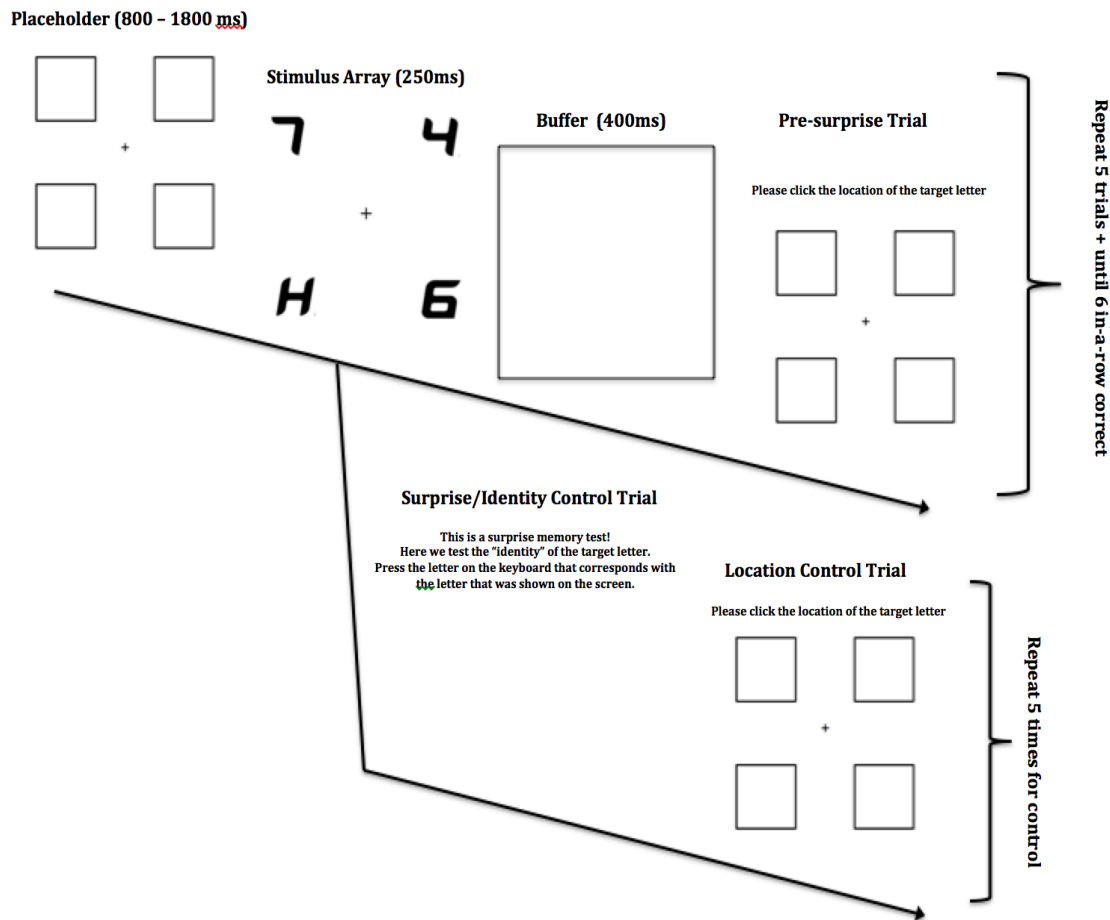 Placeholder (800 – 1800 ms)
Stimulus Array (250ms)
7 4
+
H 6
Buffer (400ms)
Pre-surprise Trial
Please click the location of the target letter
+
+
Repeat 5 trials + until 6 in-a-row correct
Surprise/Identity Control Trial
This is a surprise memory test!
Here we test the “identity” of the target letter.
Press the letter on the keyboard that corresponds with
the letter that was shown on the screen.
Location Control Trial
Please click the location of the target letter
+
Repeat 5 times for control